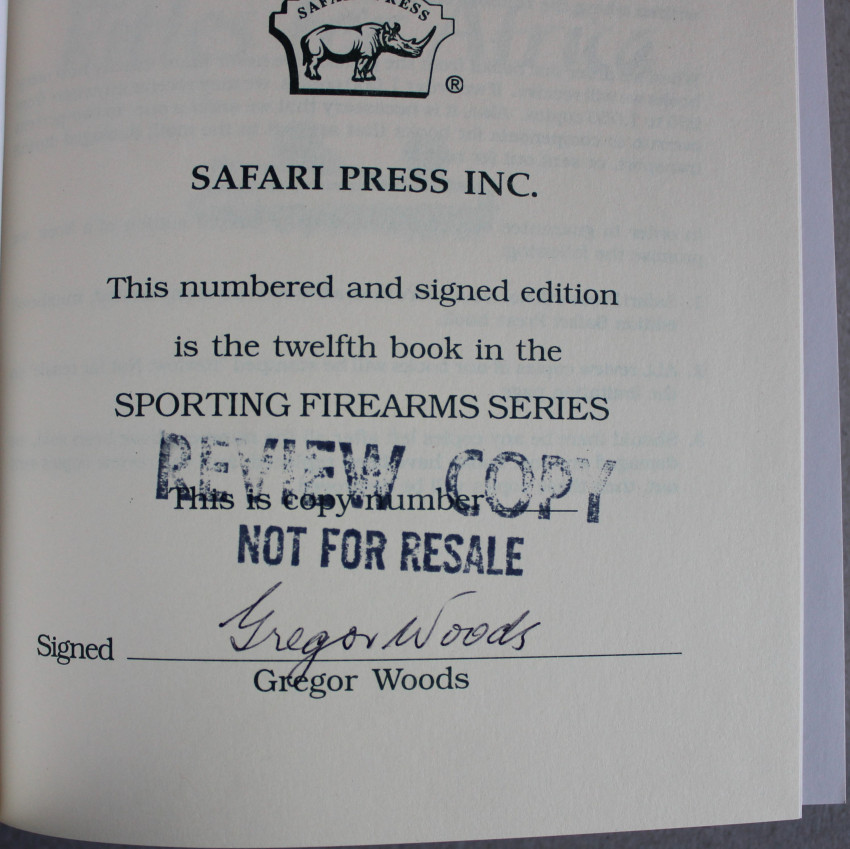 SAFARI PRESS
®
SAFARI PRESS INC.
This numbered and signed edition
is the twelfth book in the
SPORTING FIREARMS SERIES
REVIEW COPY
This is copy number ____
NOT FOR RESALE
Gregor Woods
Signed
Gregor Woods